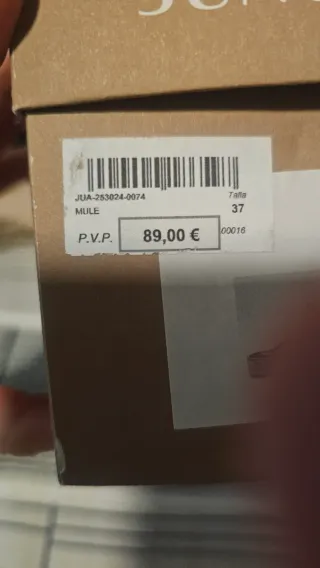 JUA-253024-0074
Talla
MULE
37
P.V.P.
89,00 €
00016